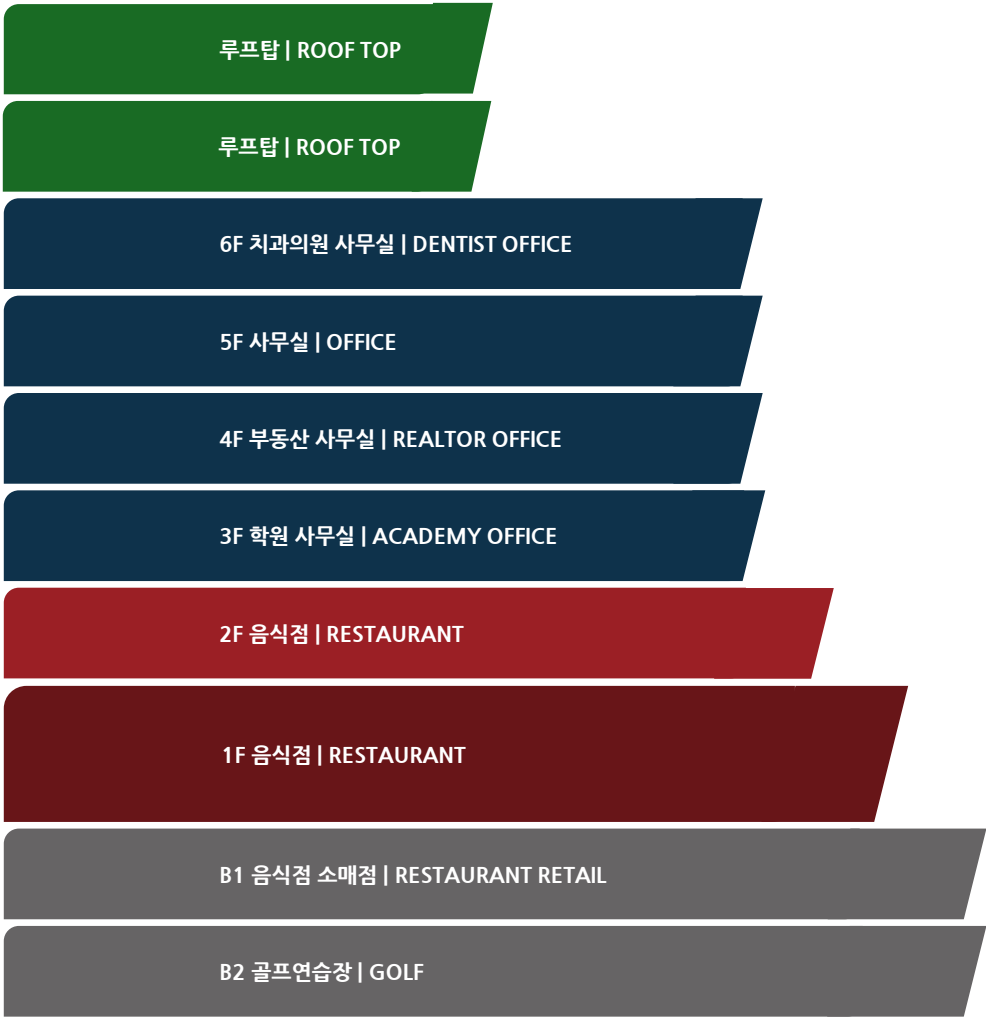 루프탑 | ROOF TOP
루프탑 | ROOF TOP
6F 치과의원 사무실 | DENTIST OFFICE
5F 사무실 | OFFICE
4F 부동산 사무실 | REALTOR OFFICE
3F 학원 사무실 | ACADEMY OFFICE
2F 음식점 | RESTAURANT
1F 음식점 | RESTAURANT
B1 음식점 소매점 | RESTAURANT RETAIL
B2 골프연습장 | GOLF